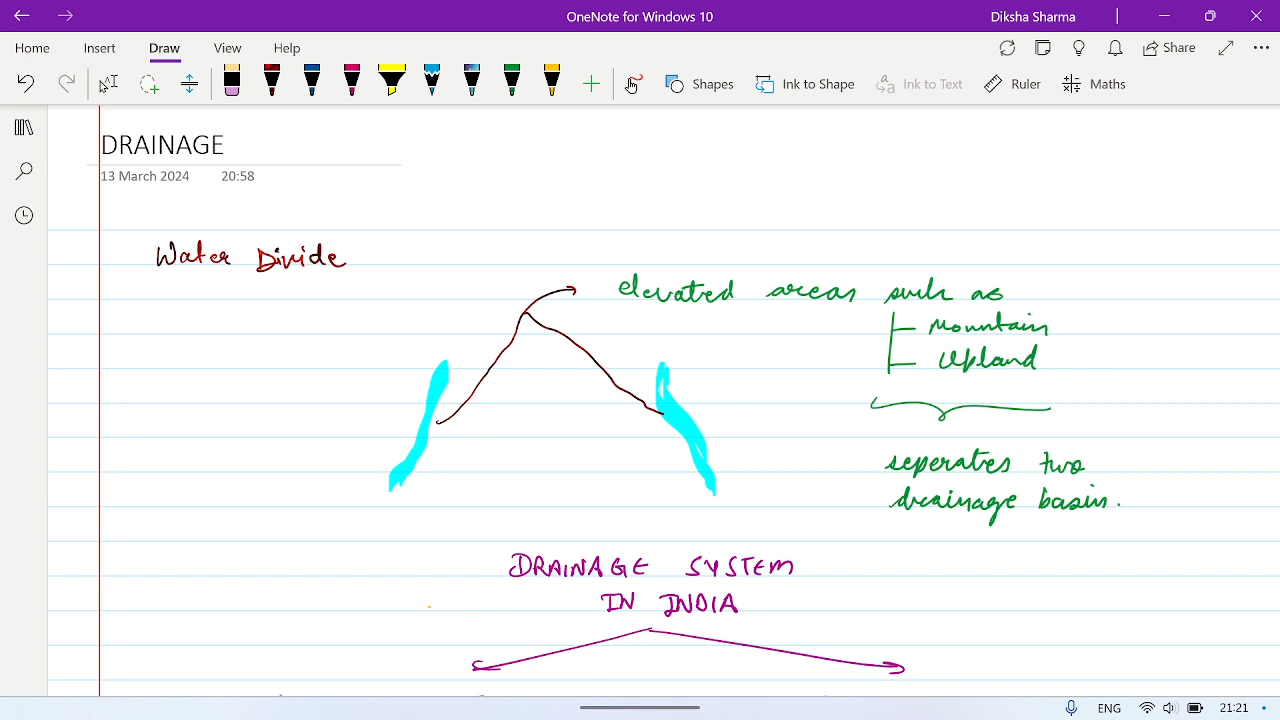 OneNote for Windows 10
Diksha Sharma
Home Insert Draw View Help
Share
Shapes Ink to Shape Ink to Text Ruler Maths
DRAINAGE
13 March 2024 20:58
Water Divide
elevated areas such as
Mountain
Upland
seperates two
drainage basin.
DRAINAGE SYSTEM
IN INDIA
ENG 21:21